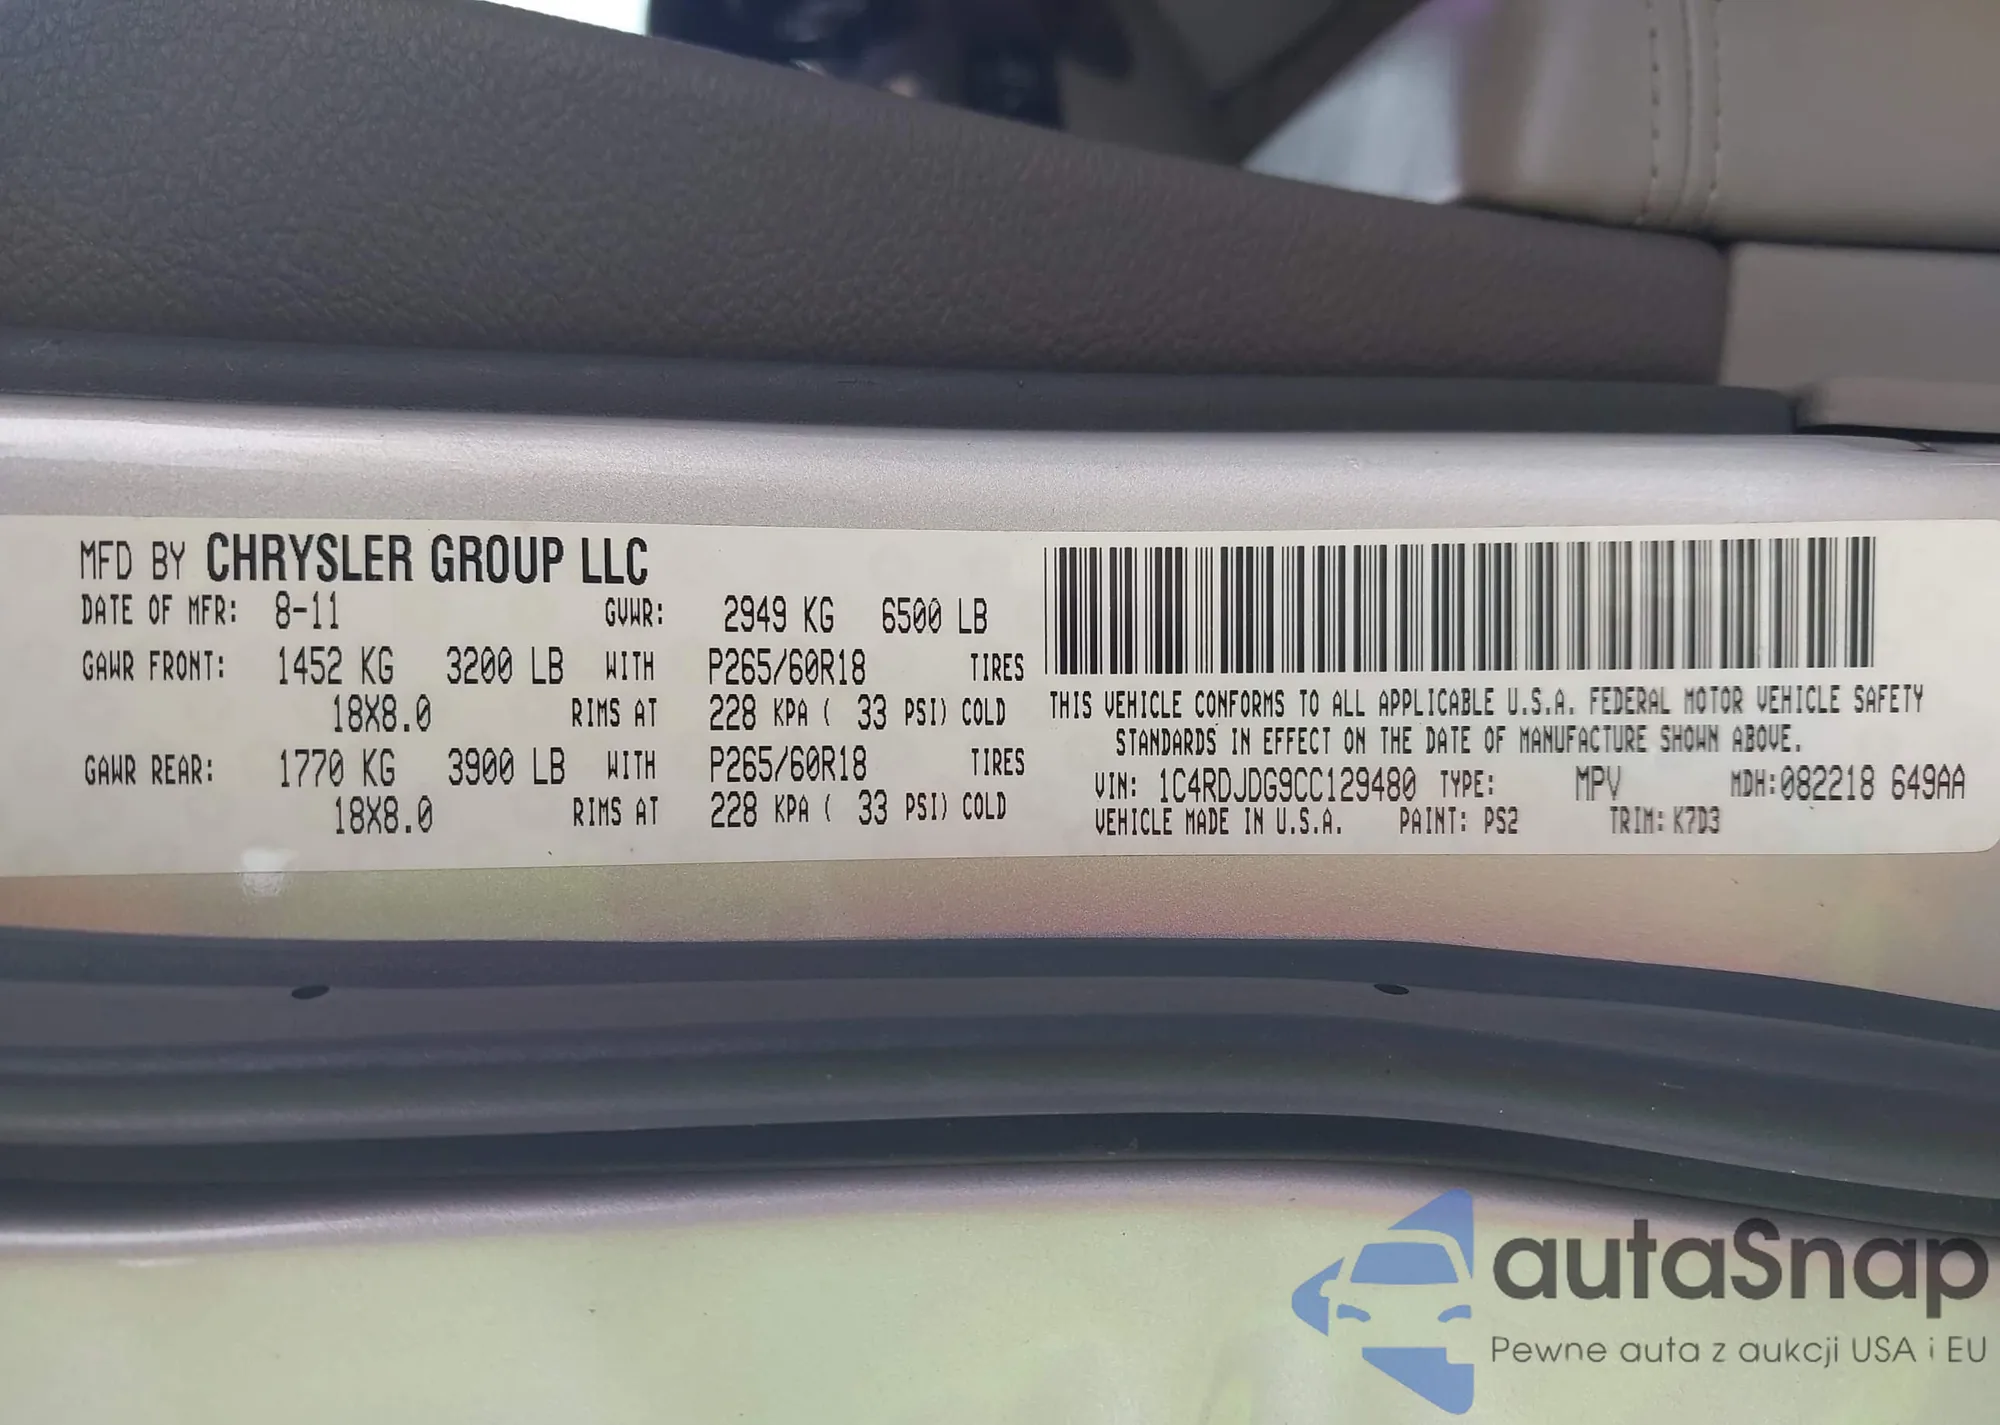 MFD BY CHRYSLER GROUP LLC
DATE OF MFR: 8-11 GVWR: 2949 KG 6500 LB
GAWR FRONT: 1452 KG 3200 LB WITH P265/60R18 TIRES
18X8.0 RIMS AT 228 KPA ( 33 PSI) COLD
GAWR REAR: 1770 KG 3900 LB WITH P265/60R18 TIRES
18X8.0 RIMS AT 228 KPA ( 33 PSI) COLD
THIS VEHICLE CONFORMS TO ALL APPLICABLE U.S.A. FEDERAL MOTOR VEHICLE SAFETY
STANDARDS IN EFFECT ON THE DATE OF MANUFACTURE SHOWN ABOVE.
VIN: 1C4RDJDG9CC129480 TYPE: MPV MDH:082218 649AA
VEHICLE MADE IN U.S.A. PAINT: PS2 TRIM: K7D3
autaSnap
Pewne auta z aukcji USA i EU